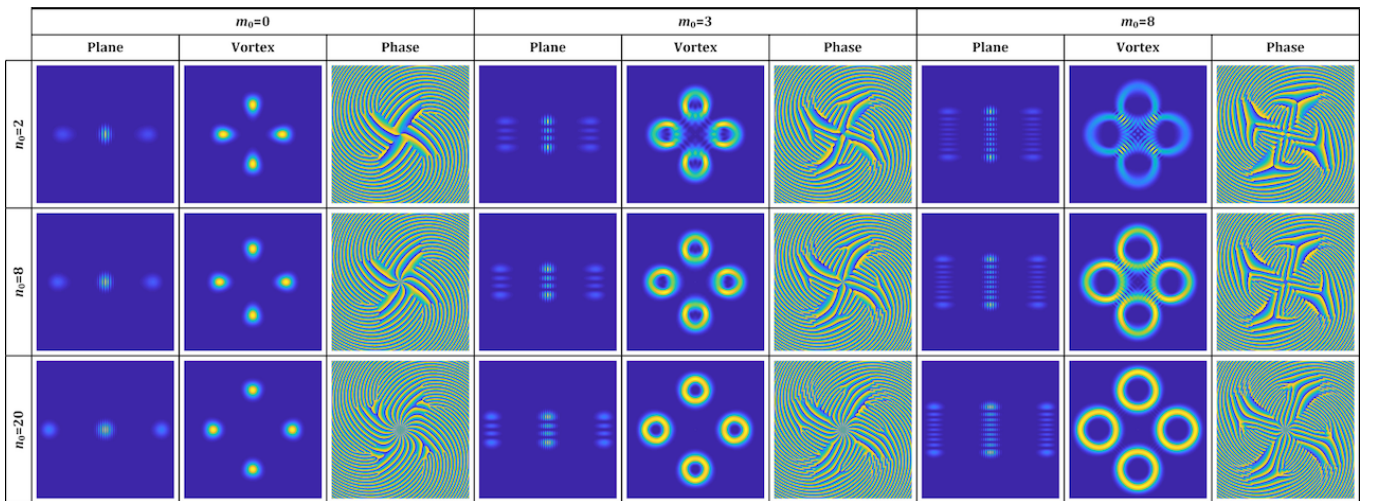 m₀=0 m₀=3 m₀=8
Plane Vortex Phase Plane Vortex Phase Plane Vortex Phase
n₀=2
n₀=8
n₀=20